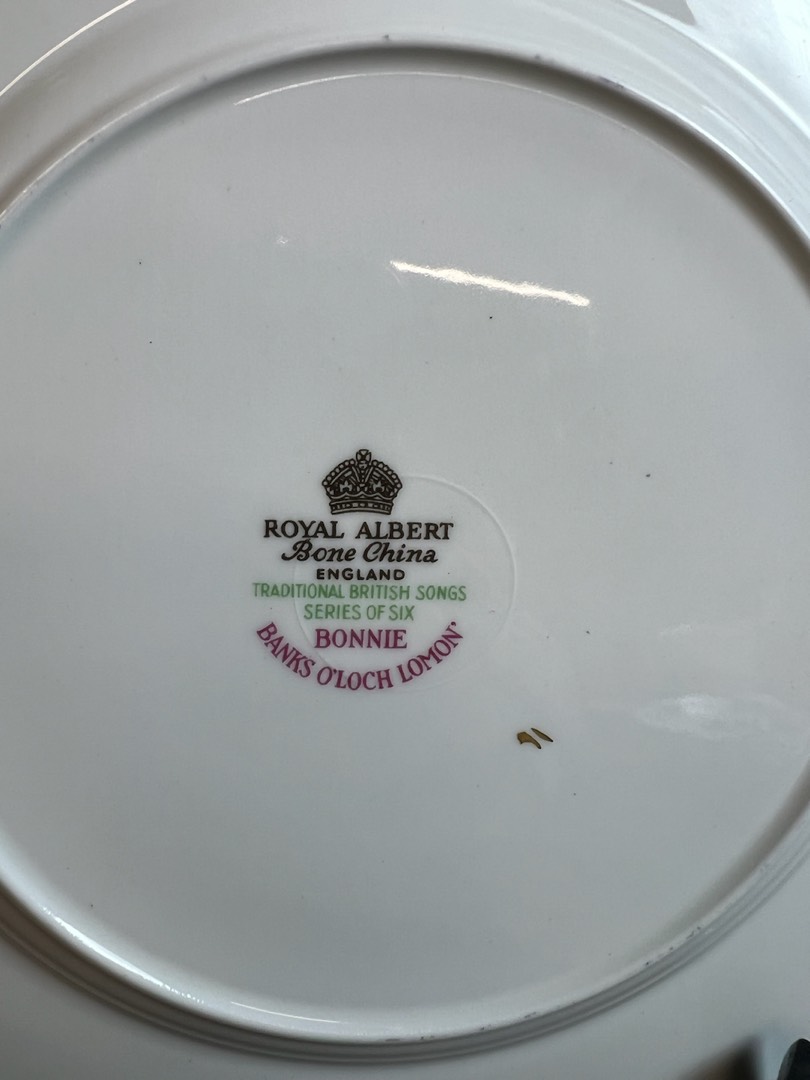 ROYAL ALBERT
Bone China
ENGLAND
TRADITIONAL BRITISH SONGS
SERIES OF SIX
BONNIE
BANKS O'LOCH LOMON'